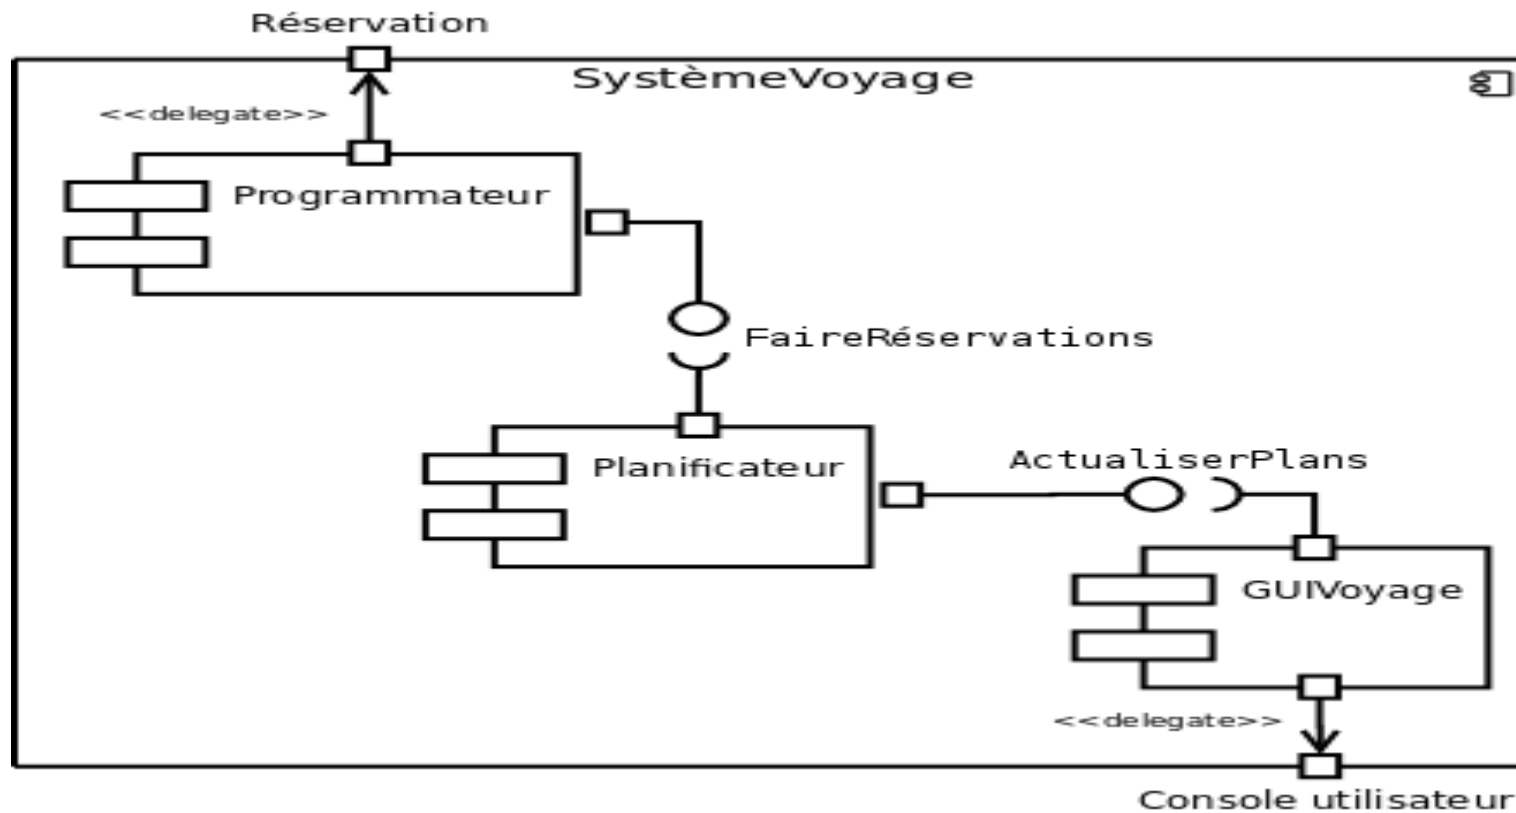 Réservation
SystèmeVoyage
<<delegate>>
Programmateur
FaireRéservations
Planificateur
ActualiserPlans
GUIVoyage
<<delegate>>
Console utilisateur